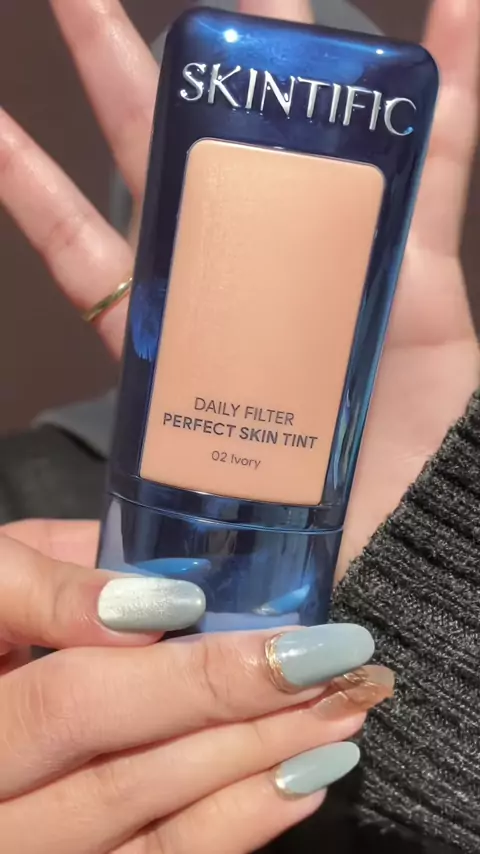 SKINTIFIC
DAILY FILTER
PERFECT SKIN TINT
02 Ivory